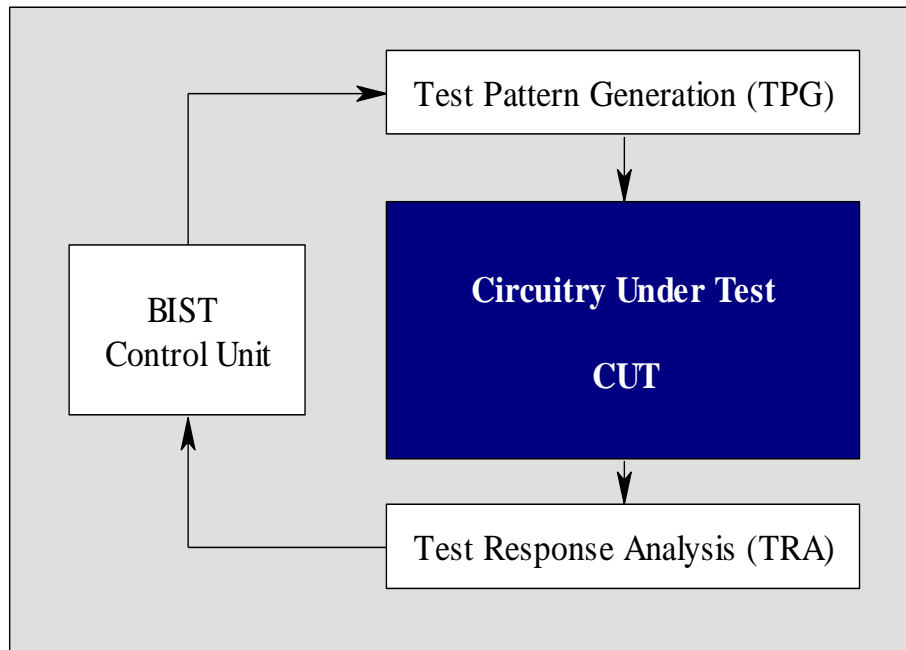 Test Pattern Generation (TPG)
BIST
Control Unit
Circuitry Under Test
CUT
Test Response Analysis (TRA)